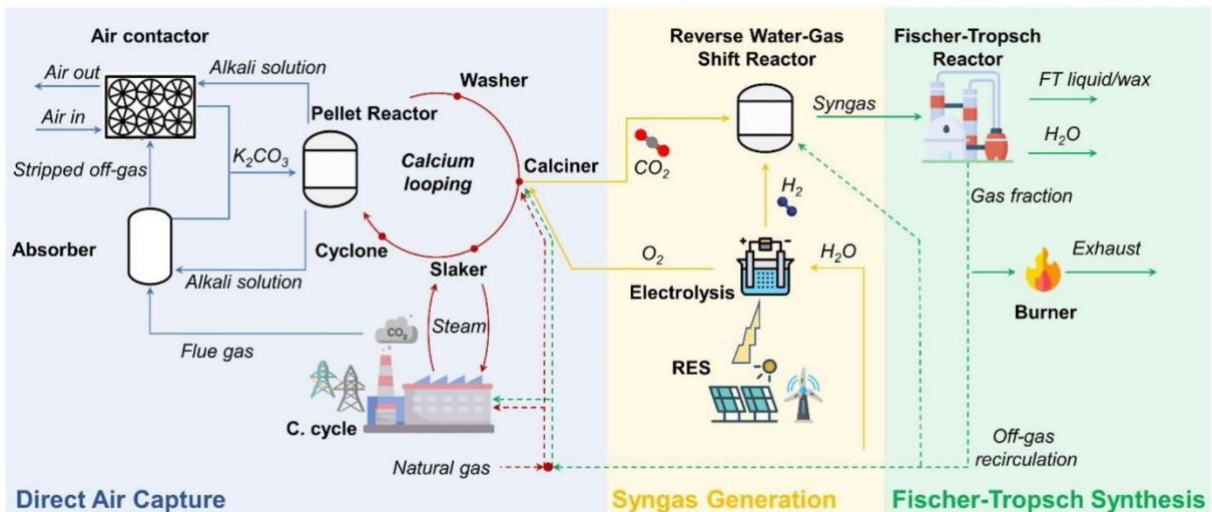 Air contactor
Air out
Air in
Alkali solution
Washer
Pellet Reactor
K₂CO₃
Stripped off-gas
Calcium
looping
Calciner
Absorber
Cyclone
Slaker
Alkali solution
Flue gas
CO₂
Steam
C. cycle
Natural gas
Direct Air Capture
Reverse Water-Gas
Shift Reactor
CO₂
H₂
O₂
H₂O
Electrolysis
RES
Syngas Generation
Fischer-Tropsch
Reactor
Syngas
FT liquid/wax
H₂O
Gas fraction
Exhaust
Burner
Off-gas
recirculation
Fischer-Tropsch Synthesis